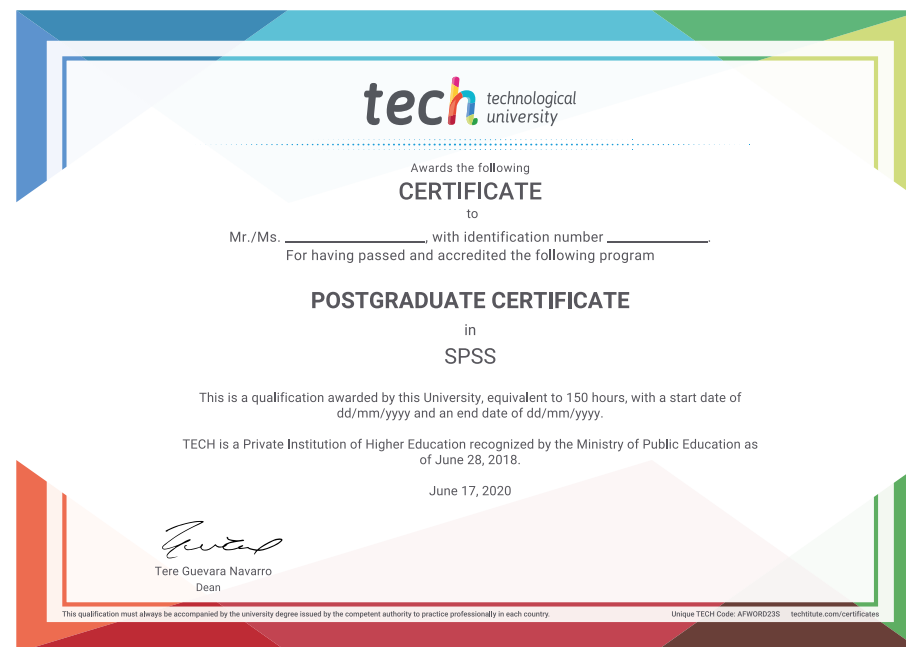 tech technological
university
Awards the following
CERTIFICATE
to
Mr./Ms. ____________________, with identification number ______________.
For having passed and accredited the following program
POSTGRADUATE CERTIFICATE
in
SPSS
This is a qualification awarded by this University, equivalent to 150 hours, with a start date of
dd/mm/yyyy and an end date of dd/mm/yyyy.
TECH is a Private Institution of Higher Education recognized by the Ministry of Public Education as
of June 28, 2018.
June 17, 2020
Tere Guevara Navarro
Dean
This qualification must always be accompanied by the university degree issued by the competent authority to practice professionally in each country. Unique TECH Code: AFWORD23S techtitute.com/certificates